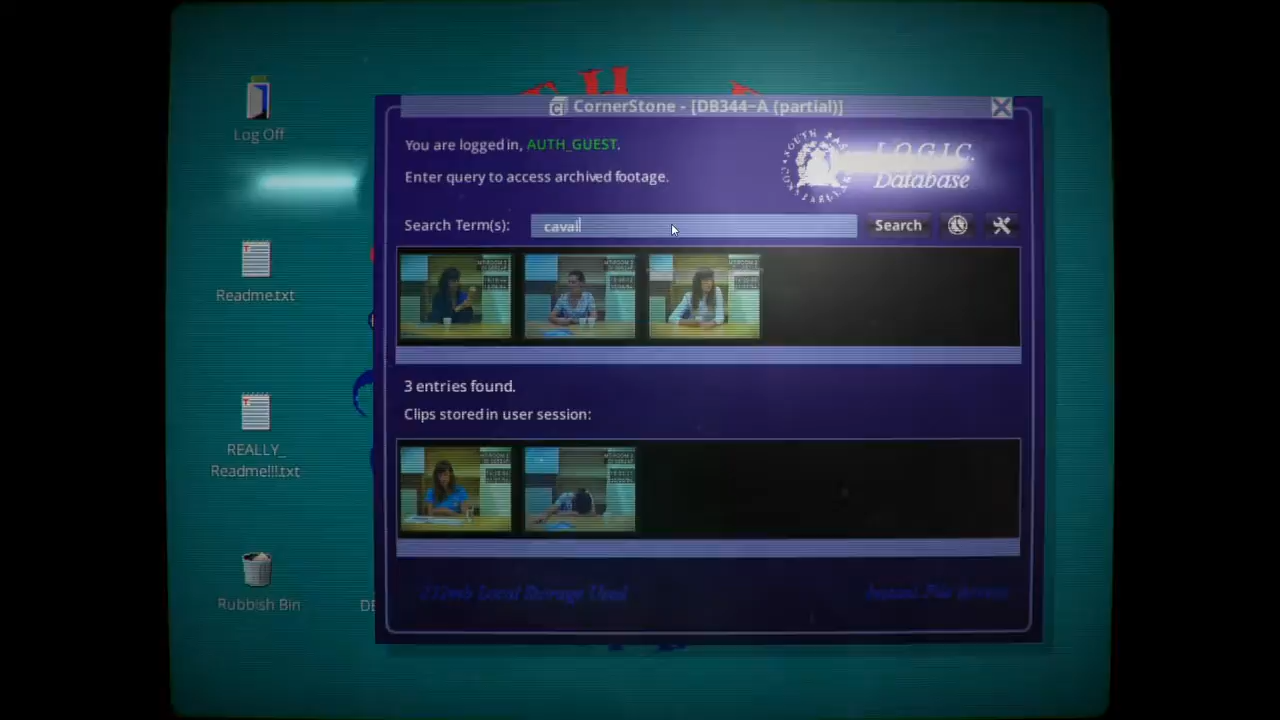 CornerStone - [DB344-A (partial)]
You are logged in, AUTH_GUEST.
Enter query to access archived footage.
L.O.G.I.C.
Database
Search Term(s):
cavall
Search
3 entries found.
Clips stored in user session:
Log Off
Readme.txt
REALLY_
Readme!!!.txt
Rubbish Bin